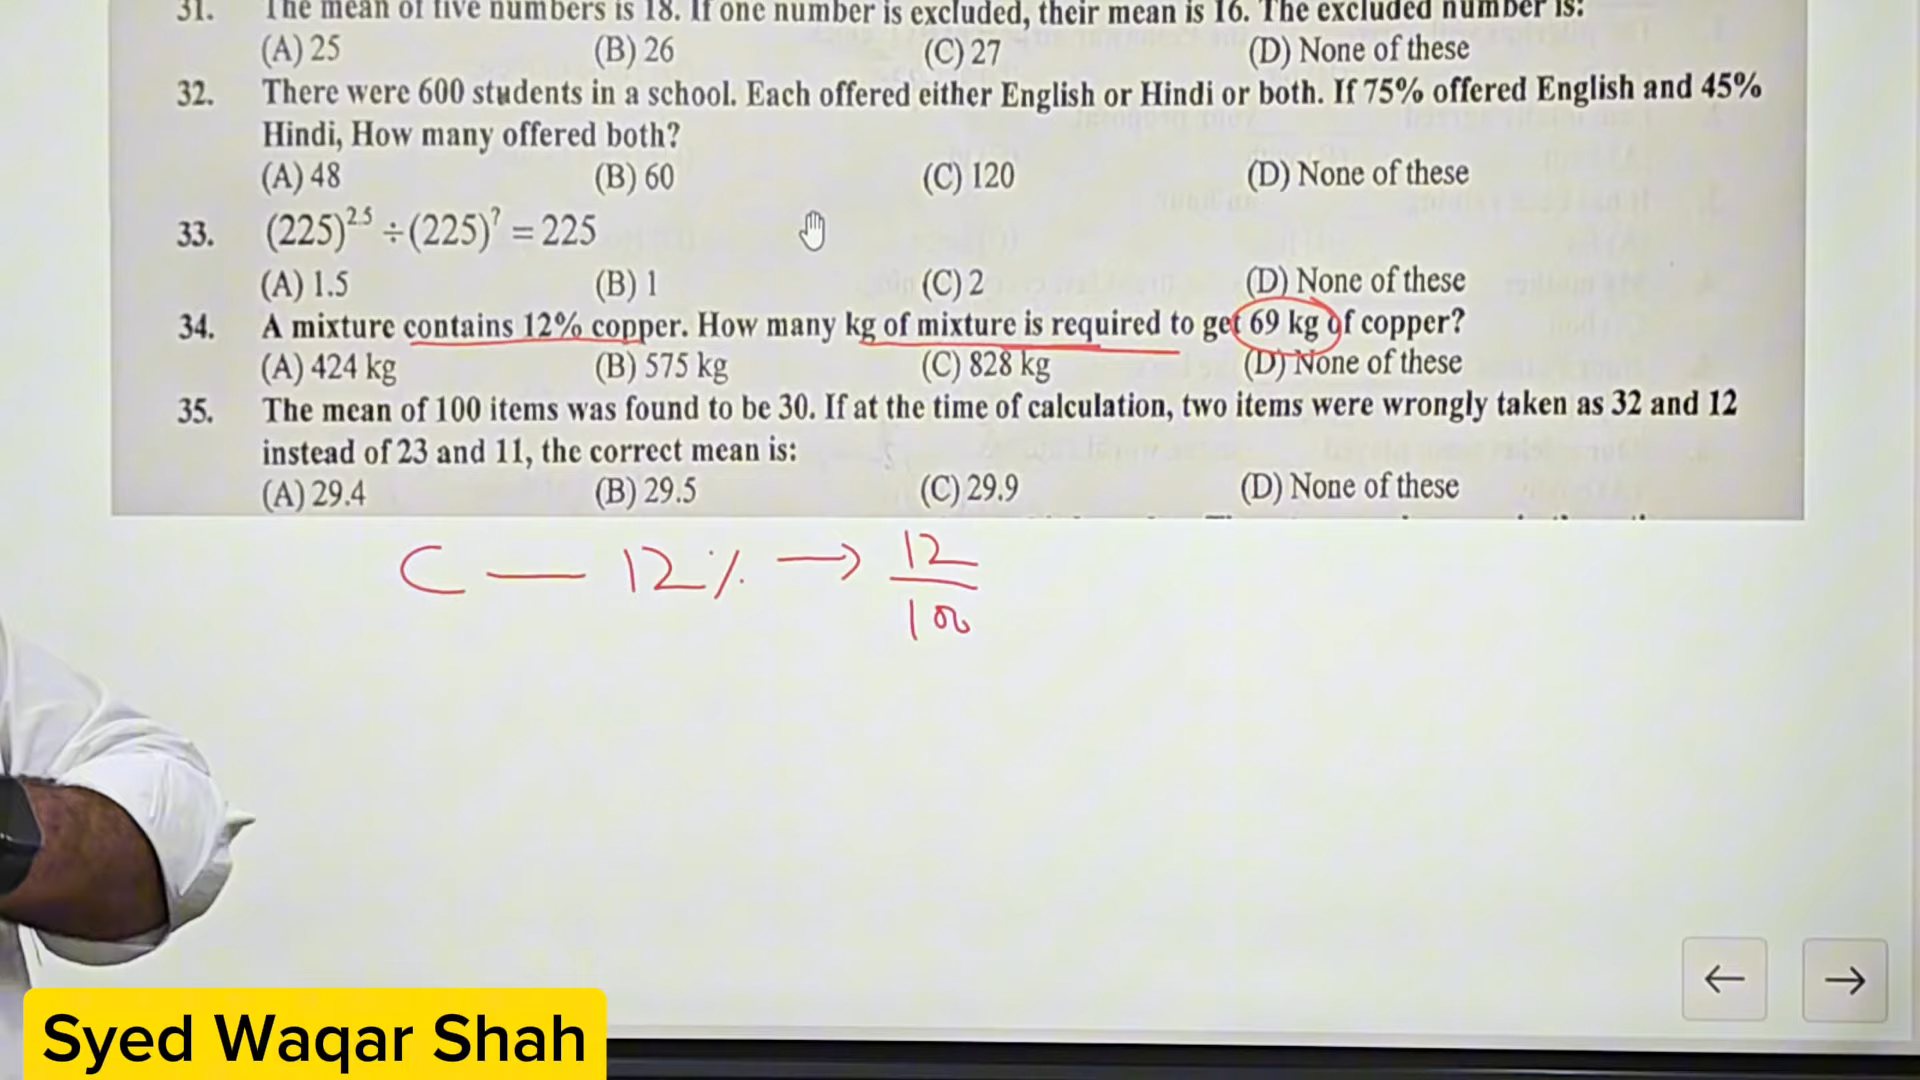 31. The mean of five numbers is 18. If one number is excluded, their mean is 16. The excluded number is:
(A) 25 (B) 26 (C) 27 (D) None of these
32. There were 600 students in a school. Each offered either English or Hindi or both. If 75% offered English and 45%
Hindi, How many offered both?
(A) 48 (B) 60 (C) 120 (D) None of these
33. (225)^2.5 ÷ (225)^? = 225
(A) 1.5 (B) 1 (C) 2 (D) None of these
34. A mixture contains 12% copper. How many kg of mixture is required to get 69 kg of copper?
(A) 424 kg (B) 575 kg (C) 828 kg (D) None of these
35. The mean of 100 items was found to be 30. If at the time of calculation, two items were wrongly taken as 32 and 12
instead of 23 and 11, the correct mean is:
(A) 29.4 (B) 29.5 (C) 29.9 (D) None of these
C — 12% → 12/100
Syed Waqar Shah